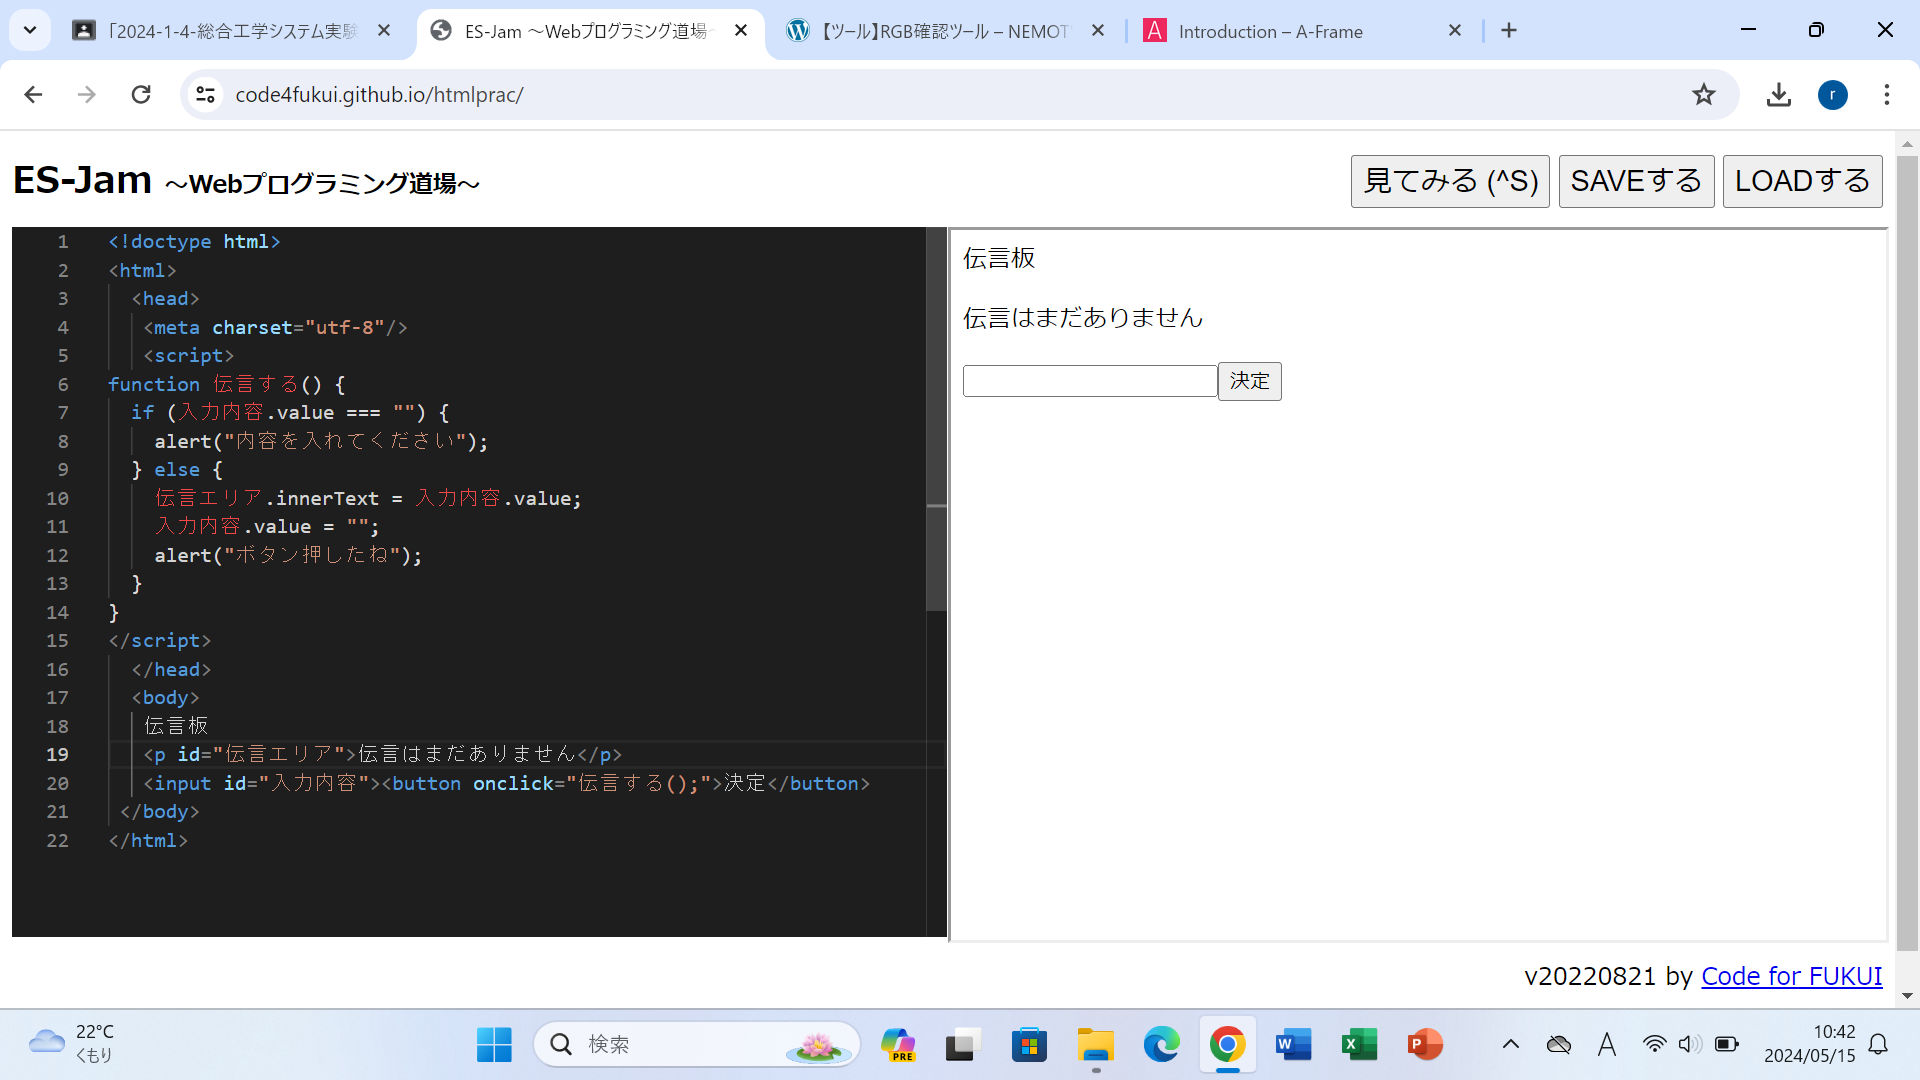 「2024-1-4-総合工学システム実験
ES-Jam ～Webプログラミング道場～
【ツール】RGB確認ツール – NEMOT
Introduction – A-Frame
code4fukui.github.io/htmlprac/
r
ES-Jam ～Webプログラミング道場～
見てみる (^S)
SAVEする
LOADする
1 <!doctype html>
2 <html>
3 <head>
4 <meta charset="utf-8"/>
5 <script>
6 function 伝言する() {
7 if (入力内容.value === "") {
8 alert("内容を入れてください");
9 } else {
10 伝言エリア.innerText = 入力内容.value;
11 入力内容.value = "";
12 alert("ボタン押したね");
13 }
14 }
15 </script>
16 </head>
17 <body>
18 伝言板
19 <p id="伝言エリア">伝言はまだありません</p>
20 <input id="入力内容"><button onclick="伝言する();">決定</button>
21 </body>
22 </html>
伝言板
伝言はまだありません
決定
v20220821 by Code for FUKUI
22°C
くもり
検索
PRE
W
X
P
A
10:42
2024/05/15